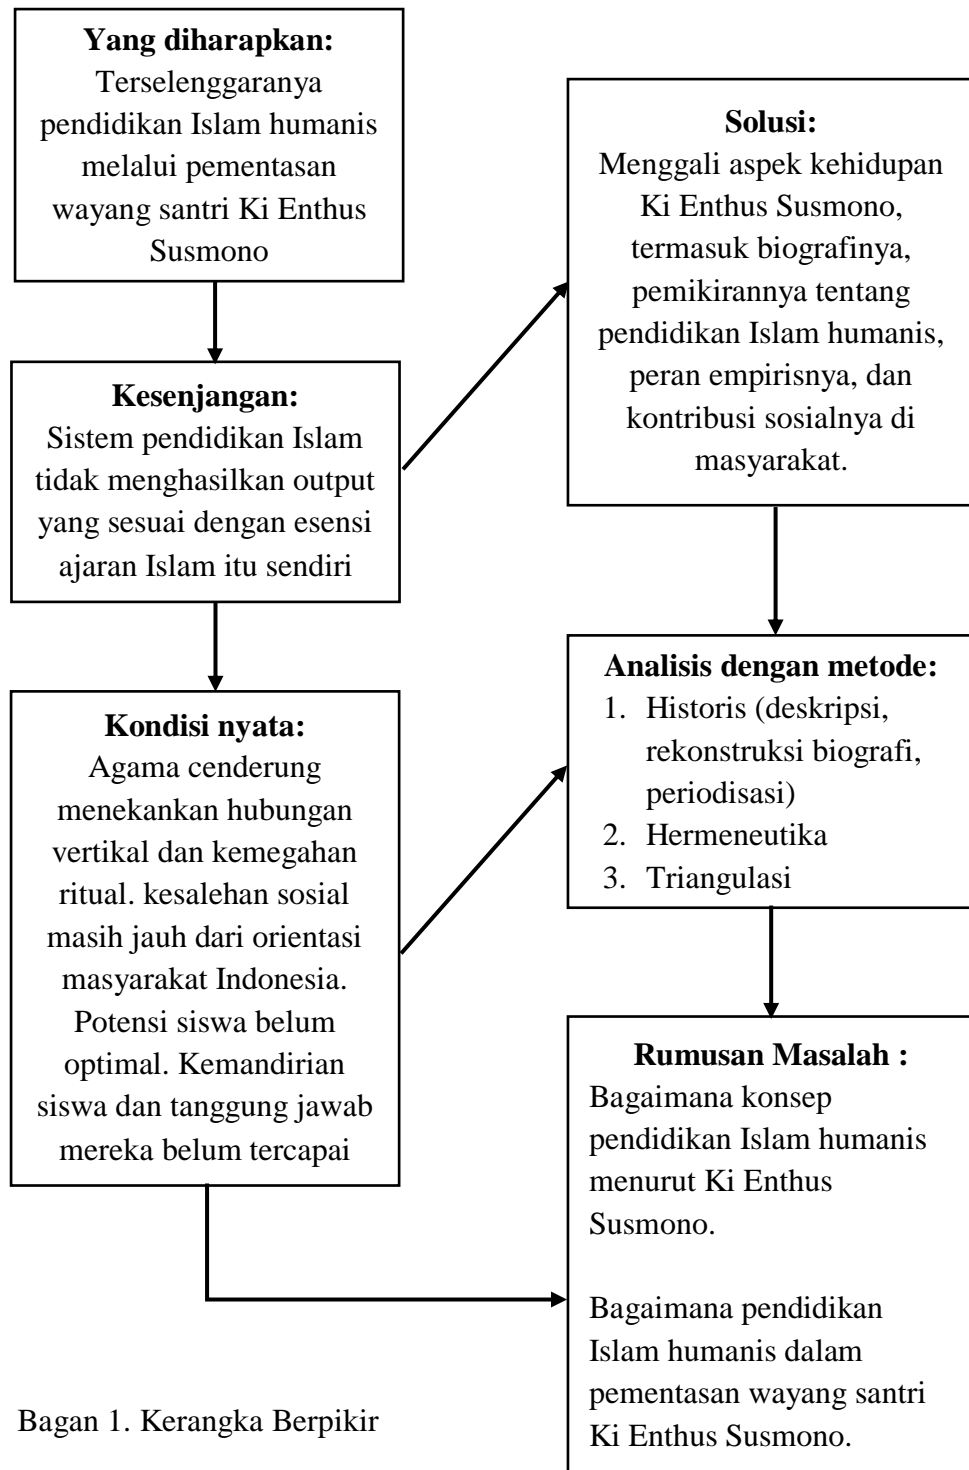 Yang diharapkan:
Terselenggaranya
pendidikan Islam humanis
melalui pementasan
wayang santri Ki Enthus
Susmono
Kesenjangan:
Sistem pendidikan Islam
tidak menghasilkan output
yang sesuai dengan esensi
ajaran Islam itu sendiri
Kondisi nyata:
Agama cenderung
menekankan hubungan
vertikal dan kemegahan
ritual. kesalehan sosial
masih jauh dari orientasi
masyarakat Indonesia.
Potensi siswa belum
optimal. Kemandirian
siswa dan tanggung jawab
mereka belum tercapai
Solusi:
Menggali aspek kehidupan
Ki Enthus Susmono,
termasuk biografinya,
pemikirannya tentang
pendidikan Islam humanis,
peran empirisnya, dan
kontribusi sosialnya di
masyarakat.
Analisis dengan metode:
1. Historis (deskripsi,
rekonstruksi biografi,
periodisasi)
2. Hermeneutika
3. Triangulasi
Rumusan Masalah :
Bagaimana konsep
pendidikan Islam humanis
menurut Ki Enthus
Susmono.
Bagaimana pendidikan
Islam humanis dalam
pementasan wayang santri
Ki Enthus Susmono.
Bagan 1. Kerangka Berpikir